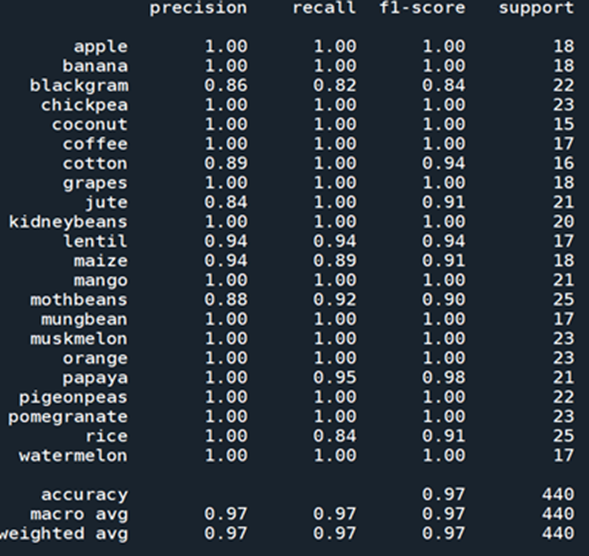 precision recall f1-score support
apple 1.00 1.00 1.00 18
banana 1.00 1.00 1.00 18
blackgram 0.86 0.82 0.84 22
chickpea 1.00 1.00 1.00 23
coconut 1.00 1.00 1.00 15
coffee 1.00 1.00 1.00 17
cotton 0.89 1.00 0.94 16
grapes 1.00 1.00 1.00 18
jute 0.84 1.00 0.91 21
kidneybeans 1.00 1.00 1.00 20
lentil 0.94 0.94 0.94 17
maize 0.94 0.89 0.91 18
mango 1.00 1.00 1.00 21
mothbeans 0.88 0.92 0.90 25
mungbean 1.00 1.00 1.00 17
muskmelon 1.00 1.00 1.00 23
orange 1.00 1.00 1.00 23
papaya 1.00 0.95 0.98 21
pigeonpeas 1.00 1.00 1.00 22
pomegranate 1.00 1.00 1.00 23
rice 1.00 0.84 0.91 25
watermelon 1.00 1.00 1.00 17
accuracy 0.97 440
macro avg 0.97 0.97 0.97 440
weighted avg 0.97 0.97 0.97 440